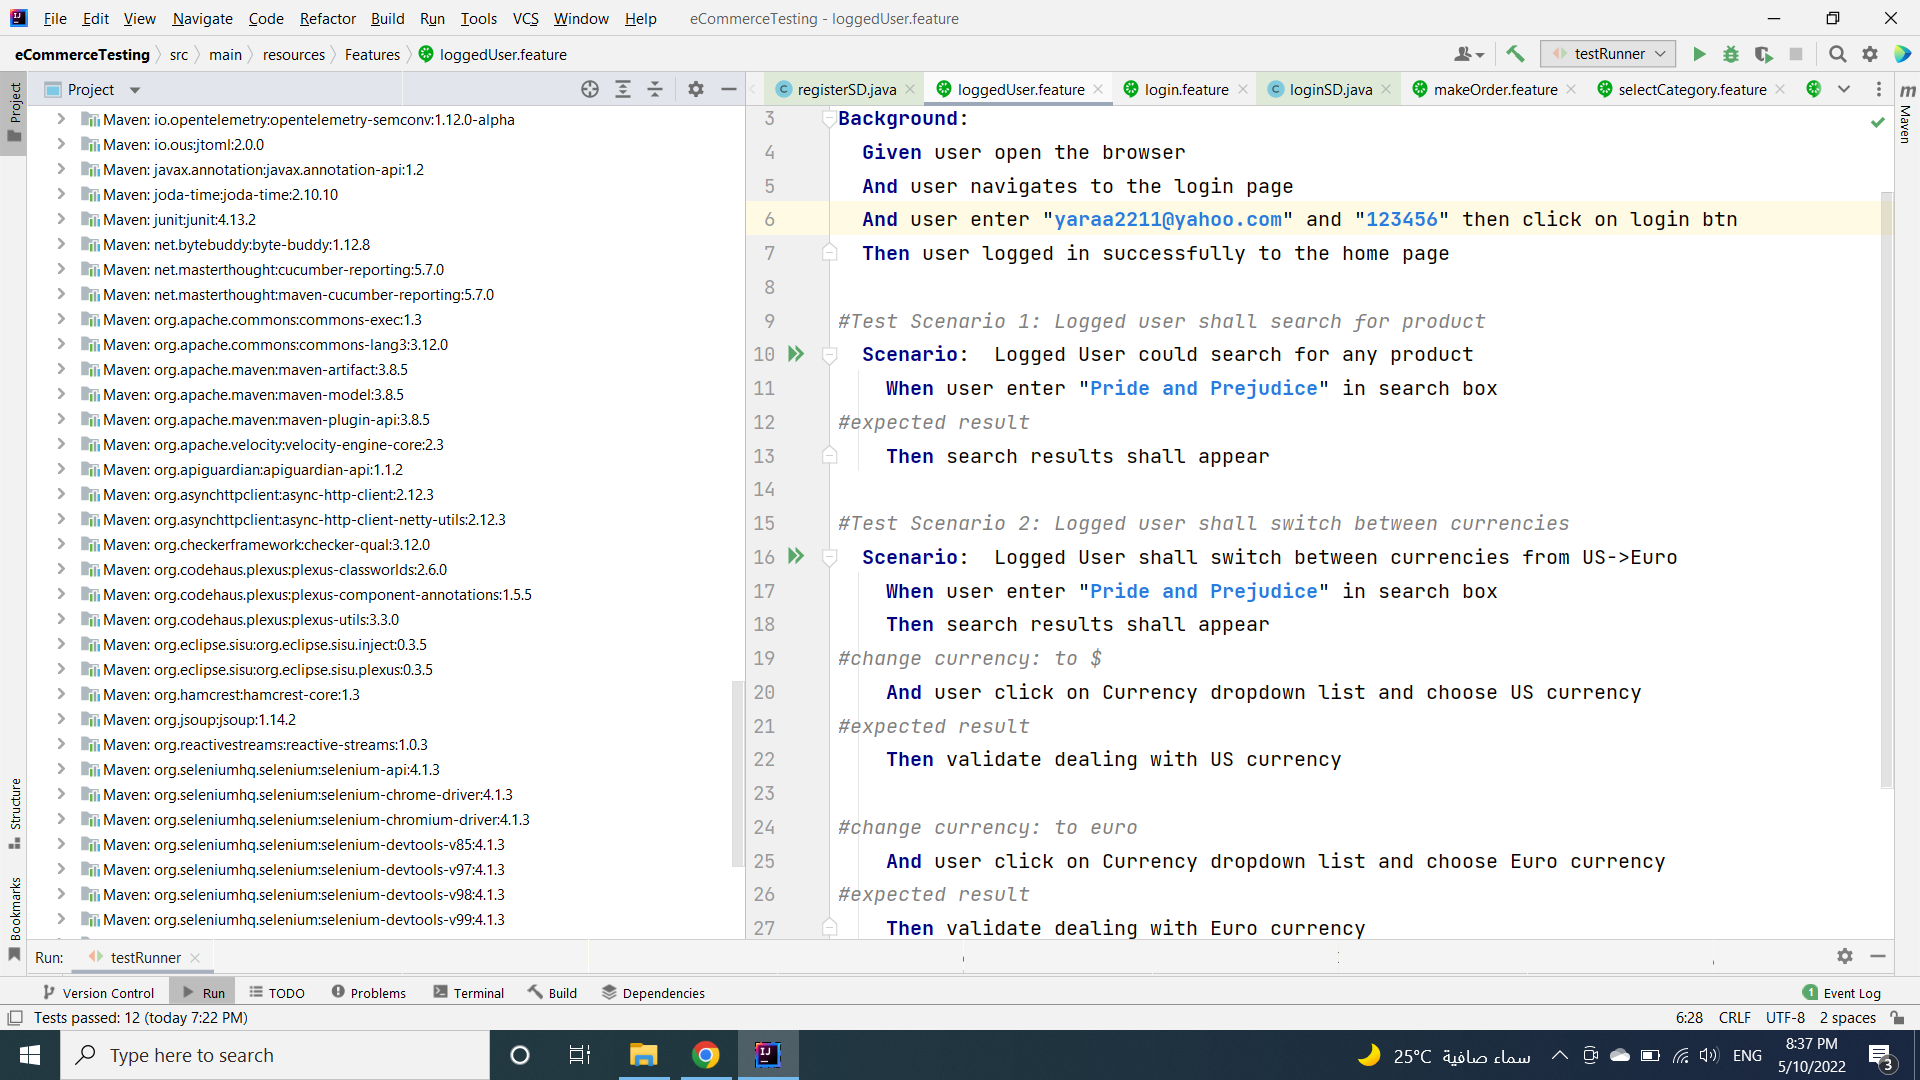 File Edit View Navigate Code Refactor Build Run Tools VCS Window Help eCommerceTesting - loggedUser.feature
eCommerceTesting src main resources Features loggedUser.feature testRunner
Project registerSD.java loggedUser.feature login.feature loginSD.java makeOrder.feature selectCategory.feature
Project
Maven
Structure
Bookmarks
Maven: io.opentelemetry:opentelemetry-semconv:1.12.0-alpha
Maven: io.ous:jtoml:2.0.0
Maven: javax.annotation:javax.annotation-api:1.2
Maven: joda-time:joda-time:2.10.10
Maven: junit:junit:4.13.2
Maven: net.bytebuddy:byte-buddy:1.12.8
Maven: net.masterthought:cucumber-reporting:5.7.0
Maven: net.masterthought:maven-cucumber-reporting:5.7.0
Maven: org.apache.commons:commons-exec:1.3
Maven: org.apache.commons:commons-lang3:3.12.0
Maven: org.apache.maven:maven-artifact:3.8.5
Maven: org.apache.maven:maven-model:3.8.5
Maven: org.apache.maven:maven-plugin-api:3.8.5
Maven: org.apache.velocity:velocity-engine-core:2.3
Maven: org.apiguardian:apiguardian-api:1.1.2
Maven: org.asynchttpclient:async-http-client:2.12.3
Maven: org.asynchttpclient:async-http-client-netty-utils:2.12.3
Maven: org.checkerframework:checker-qual:3.12.0
Maven: org.codehaus.plexus:plexus-classworlds:2.6.0
Maven: org.codehaus.plexus:plexus-component-annotations:1.5.5
Maven: org.codehaus.plexus:plexus-utils:3.3.0
Maven: org.eclipse.sisu:org.eclipse.sisu.inject:0.3.5
Maven: org.eclipse.sisu:org.eclipse.sisu.plexus:0.3.5
Maven: org.hamcrest:hamcrest-core:1.3
Maven: org.jsoup:jsoup:1.14.2
Maven: org.reactivestreams:reactive-streams:1.0.3
Maven: org.seleniumhq.selenium:selenium-api:4.1.3
Maven: org.seleniumhq.selenium:selenium-chrome-driver:4.1.3
Maven: org.seleniumhq.selenium:selenium-chromium-driver:4.1.3
Maven: org.seleniumhq.selenium:selenium-devtools-v85:4.1.3
Maven: org.seleniumhq.selenium:selenium-devtools-v97:4.1.3
Maven: org.seleniumhq.selenium:selenium-devtools-v98:4.1.3
Maven: org.seleniumhq.selenium:selenium-devtools-v99:4.1.3
3 Background:
4 Given user open the browser
5 And user navigates to the login page
6 And user enter "yaraa2211@yahoo.com" and "123456" then click on login btn
7 Then user logged in successfully to the home page
8
9 #Test Scenario 1: Logged user shall search for product
10 Scenario: Logged User could search for any product
11 When user enter "Pride and Prejudice" in search box
12 #expected result
13 Then search results shall appear
14
15 #Test Scenario 2: Logged user shall switch between currencies
16 Scenario: Logged User shall switch between currencies from US->Euro
17 When user enter "Pride and Prejudice" in search box
18 Then search results shall appear
19 #change currency: to $
20 And user click on Currency dropdown list and choose US currency
21 #expected result
22 Then validate dealing with US currency
23
24 #change currency: to euro
25 And user click on Currency dropdown list and choose Euro currency
26 #expected result
27 Then validate dealing with Euro currency
Run: testRunner
Version Control Run TODO Problems Terminal Build Dependencies 1 Event Log
Tests passed: 12 (today 7:22 PM) 6:28 CRLF UTF-8 2 spaces
Type here to search 25°C سماء صافية ENG 8:37 PM
5/10/2022 3